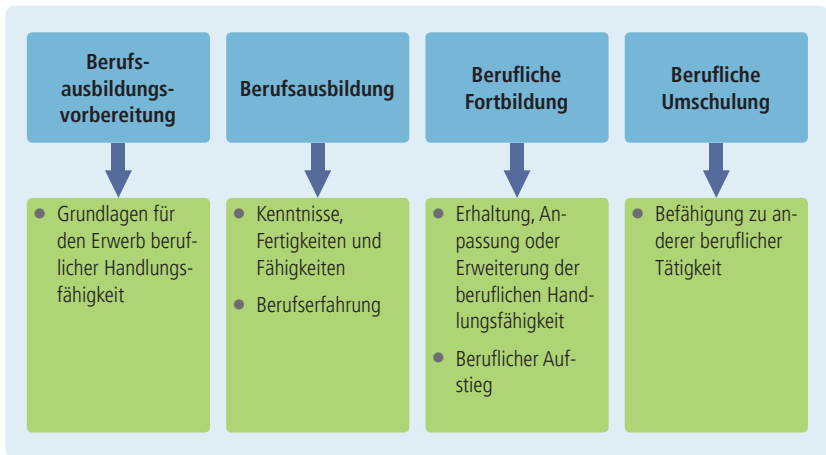 Berufs-
ausbildungs-
vorbereitung
Berufsausbildung
Berufliche
Fortbildung
Berufliche
Umschulung
Grundlagen für
den Erwerb beruf-
licher Handlungs-
fähigkeit
Kenntnisse,
Fertigkeiten und
Fähigkeiten
Berufserfahrung
Erhaltung, An-
passung oder
Erweiterung der
beruflichen Hand-
lungsfähigkeit
Beruflicher Auf-
stieg
Befähigung zu an-
derer beruflicher
Tätigkeit